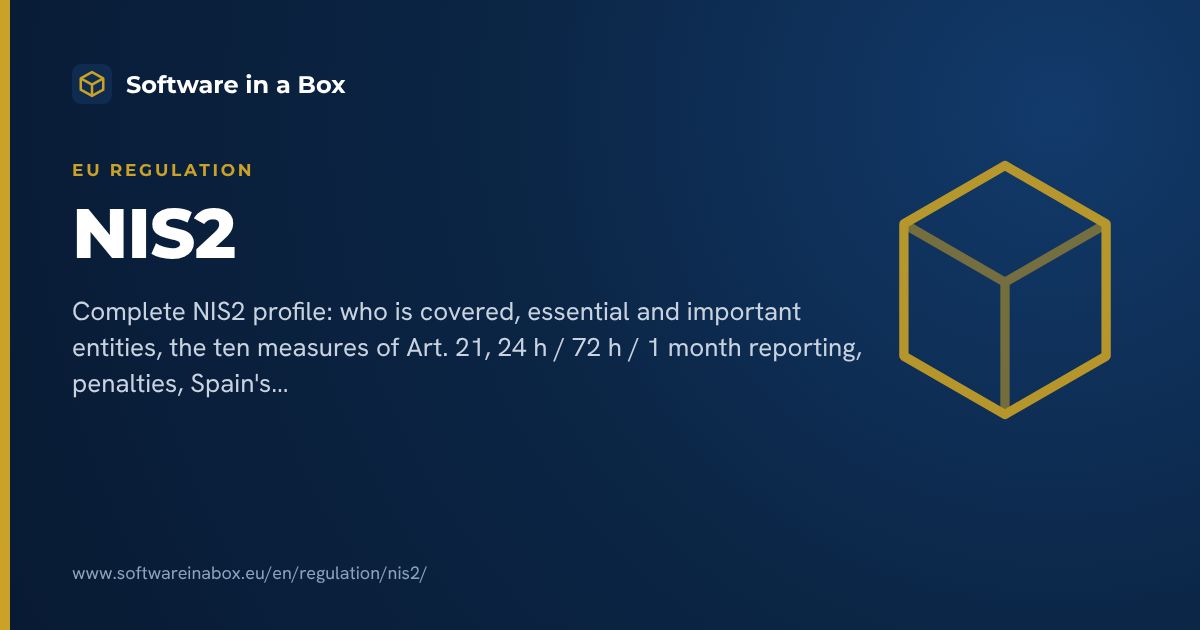 Software in a Box
EU REGULATION
NIS2
Complete NIS2 profile: who is covered, essential and important
entities, the ten measures of Art. 21, 24 h / 72 h / 1 month reporting,
penalties, Spain's...
www.softwareinabox.eu/en/regulation/nis2/